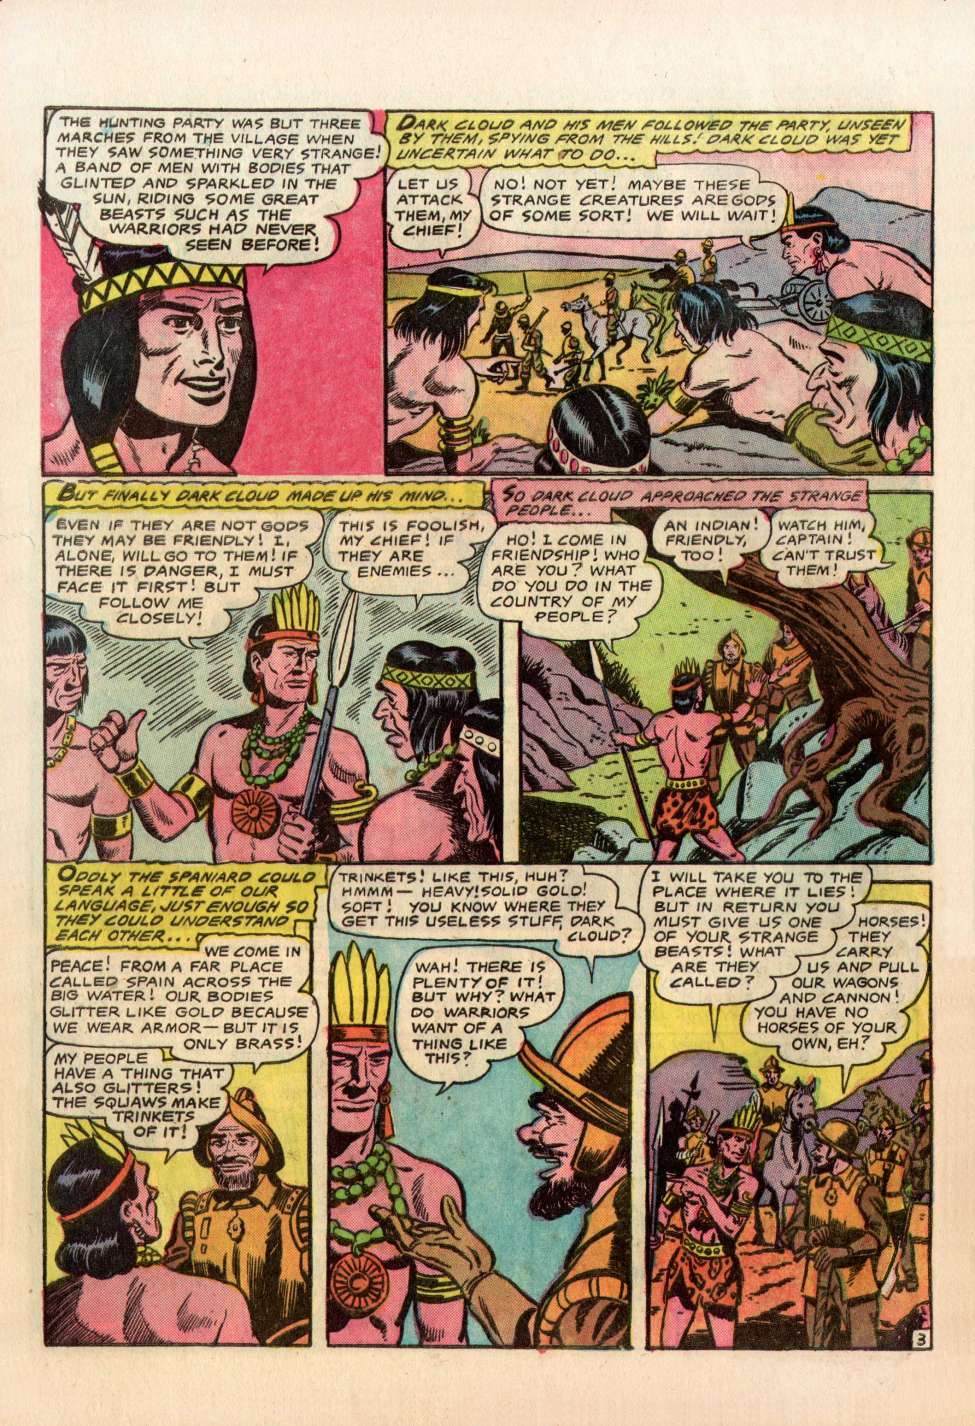 THE HUNTING PARTY WAS BUT THREE
MARCHES FROM THE VILLAGE WHEN
THEY SAW SOMETHING VERY STRANGE!
A BAND OF MEN WITH BODIES THAT
GLINTED AND SPARKLED IN THE
SUN, RIDING SOME GREAT
BEASTS SUCH AS THE
WARRIORS HAD NEVER
SEEN BEFORE!
DARK CLOUD AND HIS MEN FOLLOWED THE PARTY, UNSEEN
BY THEM, SPYING FROM THE HILLS! DARK CLOUD WAS YET
UNCERTAIN WHAT TO DO...
LET US
ATTACK
THEM, MY
CHIEF!
NO! NOT YET! MAYBE THESE
STRANGE CREATURES ARE GODS
OF SOME SORT! WE WILL WAIT!
BUT FINALLY DARK CLOUD MADE UP HIS MIND...
EVEN IF THEY ARE NOT GODS
THEY MAY BE FRIENDLY! I,
ALONE, WILL GO TO THEM! IF
THERE IS DANGER, I MUST
FACE IT FIRST! BUT
FOLLOW ME
CLOSELY!
THIS IS FOOLISH,
MY CHIEF! IF
THEY ARE
ENEMIES...
SO DARK CLOUD APPROACHED THE STRANGE
PEOPLE...
HO! I COME IN
FRIENDSHIP! WHO
ARE YOU? WHAT
DO YOU DO IN THE
COUNTRY OF MY
PEOPLE?
AN INDIAN!
FRIENDLY,
TOO!
WATCH HIM,
CAPTAIN!
CAN'T TRUST
THEM!
ODDLY THE SPANIARD COULD
SPEAK A LITTLE OF OUR
LANGUAGE, JUST ENOUGH SO
THEY COULD UNDERSTAND
EACH OTHER...
WE COME IN
PEACE! FROM A FAR PLACE
CALLED SPAIN ACROSS THE
BIG WATER! OUR BODIES
GLITTER LIKE GOLD BECAUSE
WE WEAR ARMOR—BUT IT IS
ONLY BRASS!
MY PEOPLE
HAVE A THING THAT
ALSO GLITTERS!
THE SQUAWS MAKE
TRINKETS
OF IT!
TRINKETS! LIKE THIS, HUH?
HMMM—HEAVY! SOLID GOLD!
SOFT! YOU KNOW WHERE THEY
GET THIS USELESS STUFF, DARK
CLOUD?
WAH! THERE IS
PLENTY OF IT!
BUT WHY? WHAT
DO WARRIORS
WANT OF A
THING LIKE
THIS?
I WILL TAKE YOU TO THE
PLACE WHERE IT LIES!
BUT IN RETURN YOU
MUST GIVE US ONE
OF YOUR STRANGE
BEASTS! WHAT
ARE THEY
CALLED?
HORSES!
THEY
CARRY
US AND PULL
OUR WAGONS
AND CANNON!
YOU HAVE NO
HORSES OF YOUR
OWN, EH?
3